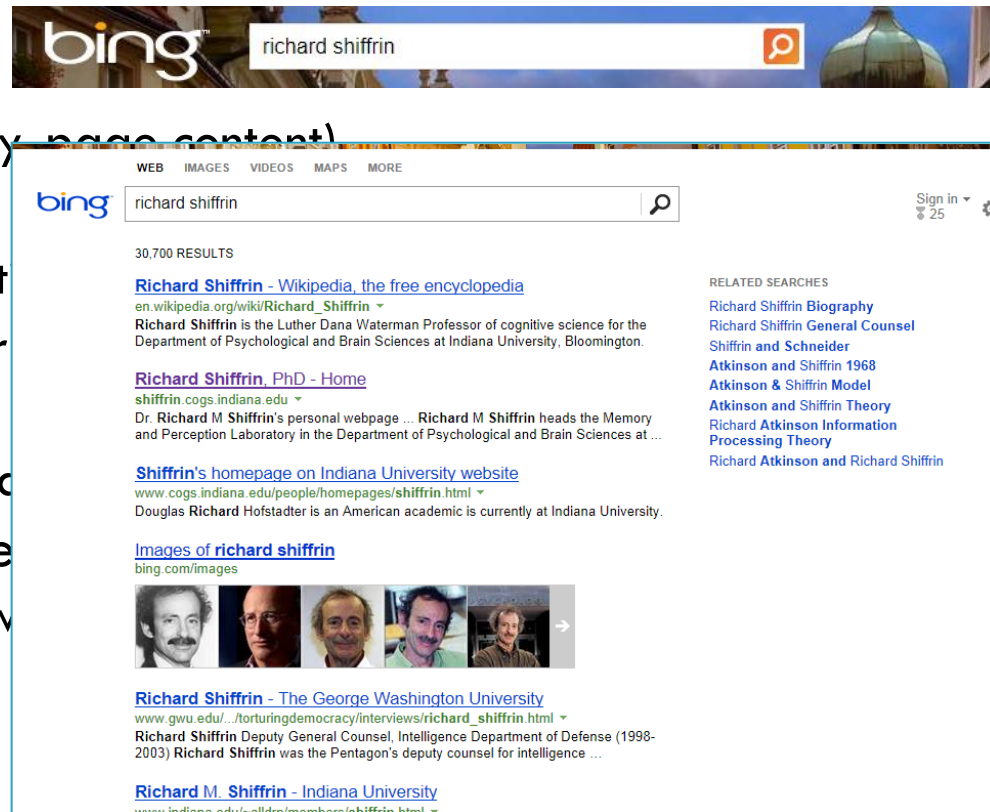 bing™
richard shiffrin
y, page content)
WEB IMAGES VIDEOS MAPS MORE
bing
richard shiffrin
Sign in
25
30,700 RESULTS
Richard Shiffrin - Wikipedia, the free encyclopedia
en.wikipedia.org/wiki/Richard_Shiffrin
Richard Shiffrin is the Luther Dana Waterman Professor of cognitive science for the
Department of Psychological and Brain Sciences at Indiana University, Bloomington.
Richard Shiffrin, PhD - Home
shiffrin.cogs.indiana.edu
Dr. Richard M Shiffrin's personal webpage ... Richard M Shiffrin heads the Memory
and Perception Laboratory in the Department of Psychological and Brain Sciences at ...
Shiffrin's homepage on Indiana University website
www.cogs.indiana.edu/people/homepages/shiffrin.html
Douglas Richard Hofstadter is an American academic is currently at Indiana University.
Images of richard shiffrin
bing.com/images
Richard Shiffrin - The George Washington University
www.gwu.edu/.../torturingdemocracy/interviews/richard_shiffrin.html
Richard Shiffrin Deputy General Counsel, Intelligence Department of Defense (1998-
2003) Richard Shiffrin was the Pentagon's deputy counsel for intelligence ...
Richard M. Shiffrin - Indiana University
RELATED SEARCHES
Richard Shiffrin Biography
Richard Shiffrin General Counsel
Shiffrin and Schneider
Atkinson and Shiffrin 1968
Atkinson & Shiffrin Model
Atkinson and Shiffrin Theory
Richard Atkinson Information
Processing Theory
Richard Atkinson and Richard Shiffrin